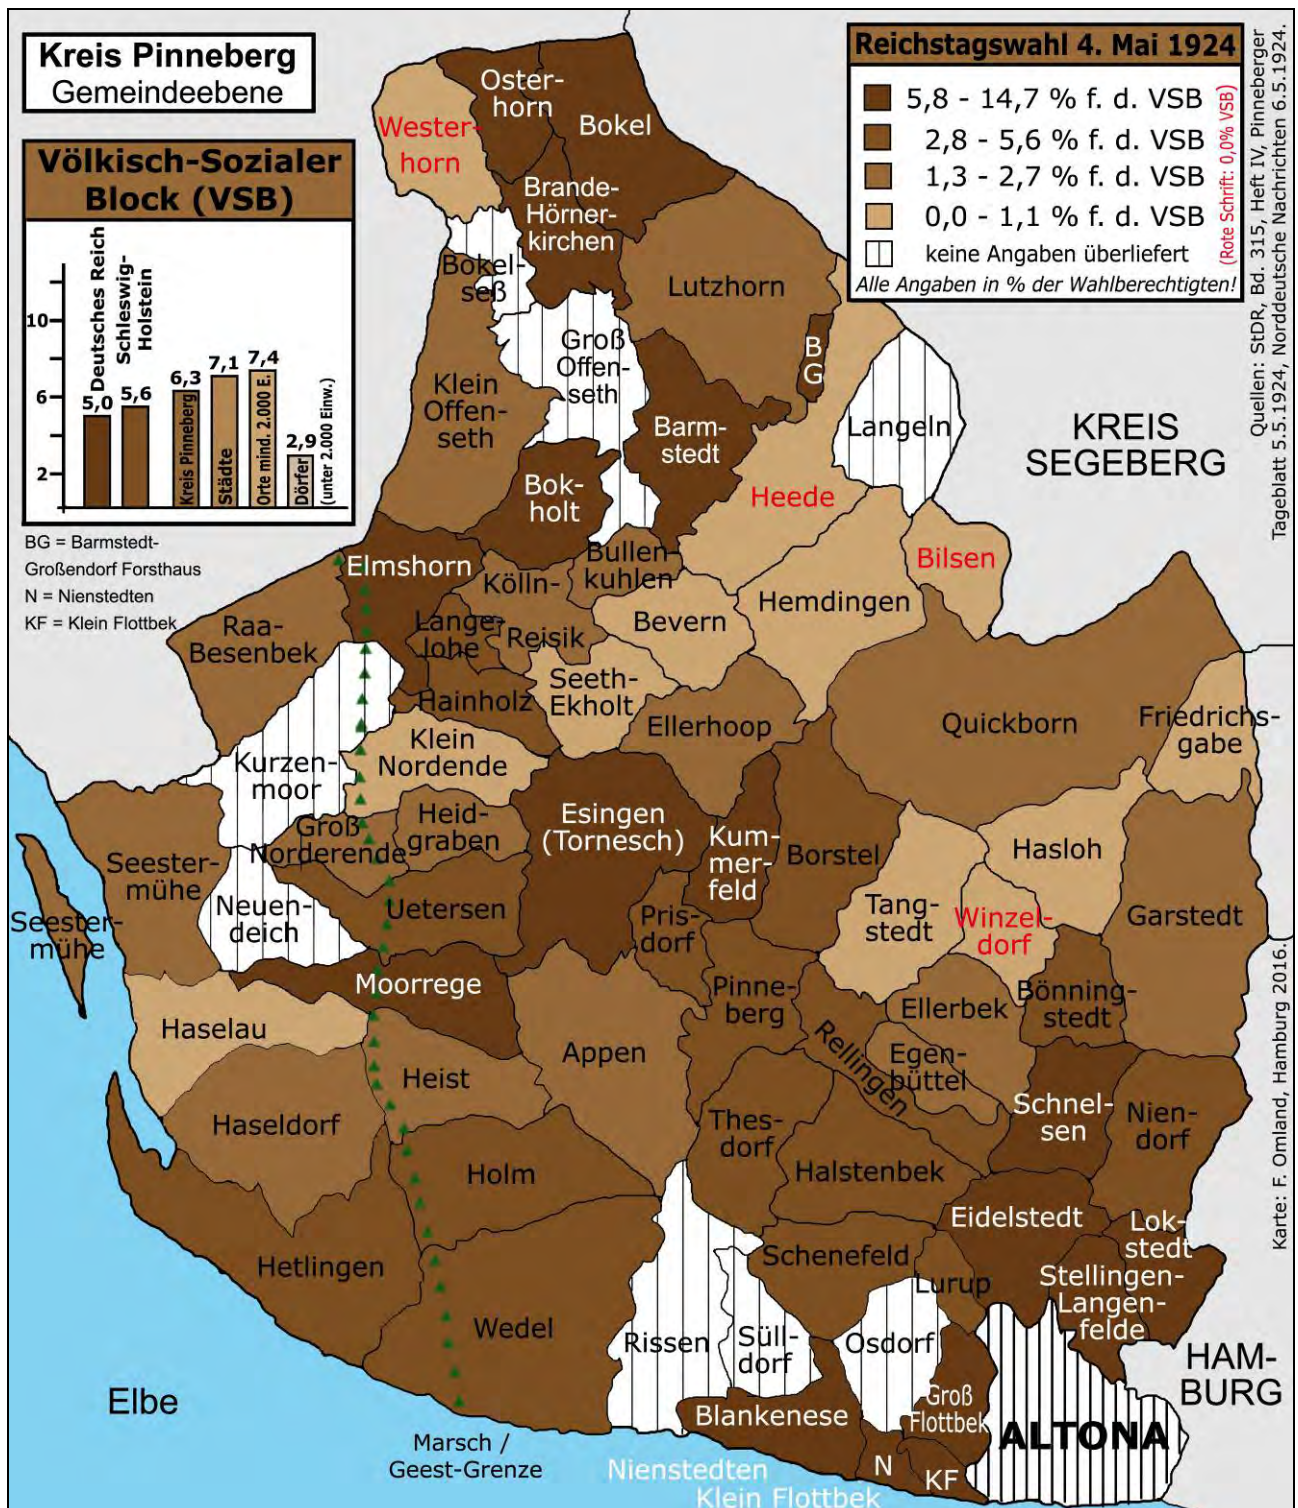 Kreis Pinneberg
Gemeindeebene
Völkisch-Sozialer
Block (VSB)
10
6
2
Deutsches Reich
Schleswig-
Holstein
5,0
5,6
6,3
7,1
7,4
2,9
Kreis Pinneberg
Städte
Orte mind. 2.000 E.
Dörfer
(unter 2.000 Einw.)
BG = Barmstedt-
Großendorf Forsthaus
N = Nienstedten
KF = Klein Flottbek
Reichstagswahl 4. Mai 1924
5,8 - 14,7 % f. d. VSB
2,8 - 5,6 % f. d. VSB
1,3 - 2,7 % f. d. VSB
0,0 - 1,1 % f. d. VSB
keine Angaben überliefert
Alle Angaben in % der Wahlberechtigten!
(Rote Schrift: 0,0% VSB)
Quellen: StDR, Bd. 315, Heft IV, Pinneberger
Tageblatt 5.5.1924, Norddeutsche Nachrichten 6.5.1924.
Oster-
horn
Bokel
Wester-
horn
Brande-
Hörner-
kirchen
Bokel-
seß
Lutzhorn
Groß
Offen-
seth
B
G
Klein
Offen-
seth
Barm-
stedt
Langeln
KREIS
SEGEBERG
Bok-
holt
Heede
Elmshorn
Bullen-
kuhlen
Bilsen
Kölln-
Reisik
Hemdingen
Raa-
Besenbek
Lange-
lohe
Bevern
Seeth-
Ekholt
Hainholz
Ellerhoop
Quickborn
Friedrichs-
gabe
Klein
Nordende
Kurzen-
moor
Esingen
(Tornesch)
Kum-
mer-
feld
Borstel
Hasloh
Heid-
graben
Groß
Norderende
Seester-
mühe
Seester-
mühe
Neuen-
deich
Uetersen
Pris-
dorf
Tang-
stedt
Winzel-
dorf
Garstedt
Moorrege
Pinne-
berg
Ellerbek
Bönning-
stedt
Haselau
Appen
Rellingen
Egen-
büttel
Heist
Haseldorf
Thes-
dorf
Schnel-
sen
Nien-
dorf
Holm
Halstenbek
Eidelstedt
Lok-
stedt
Hetlingen
Schenefeld
Lurup
Stellingen-
Langen-
felde
Wedel
Rissen
Süll-
dorf
Osdorf
HAM-
BURG
Elbe
Blankenese
Groß
Flottbek
ALTONA
Marsch /
Geest-Grenze
N
KF
Nienstedten
Klein Flottbek
Karte: F. Omland, Hamburg 2016.